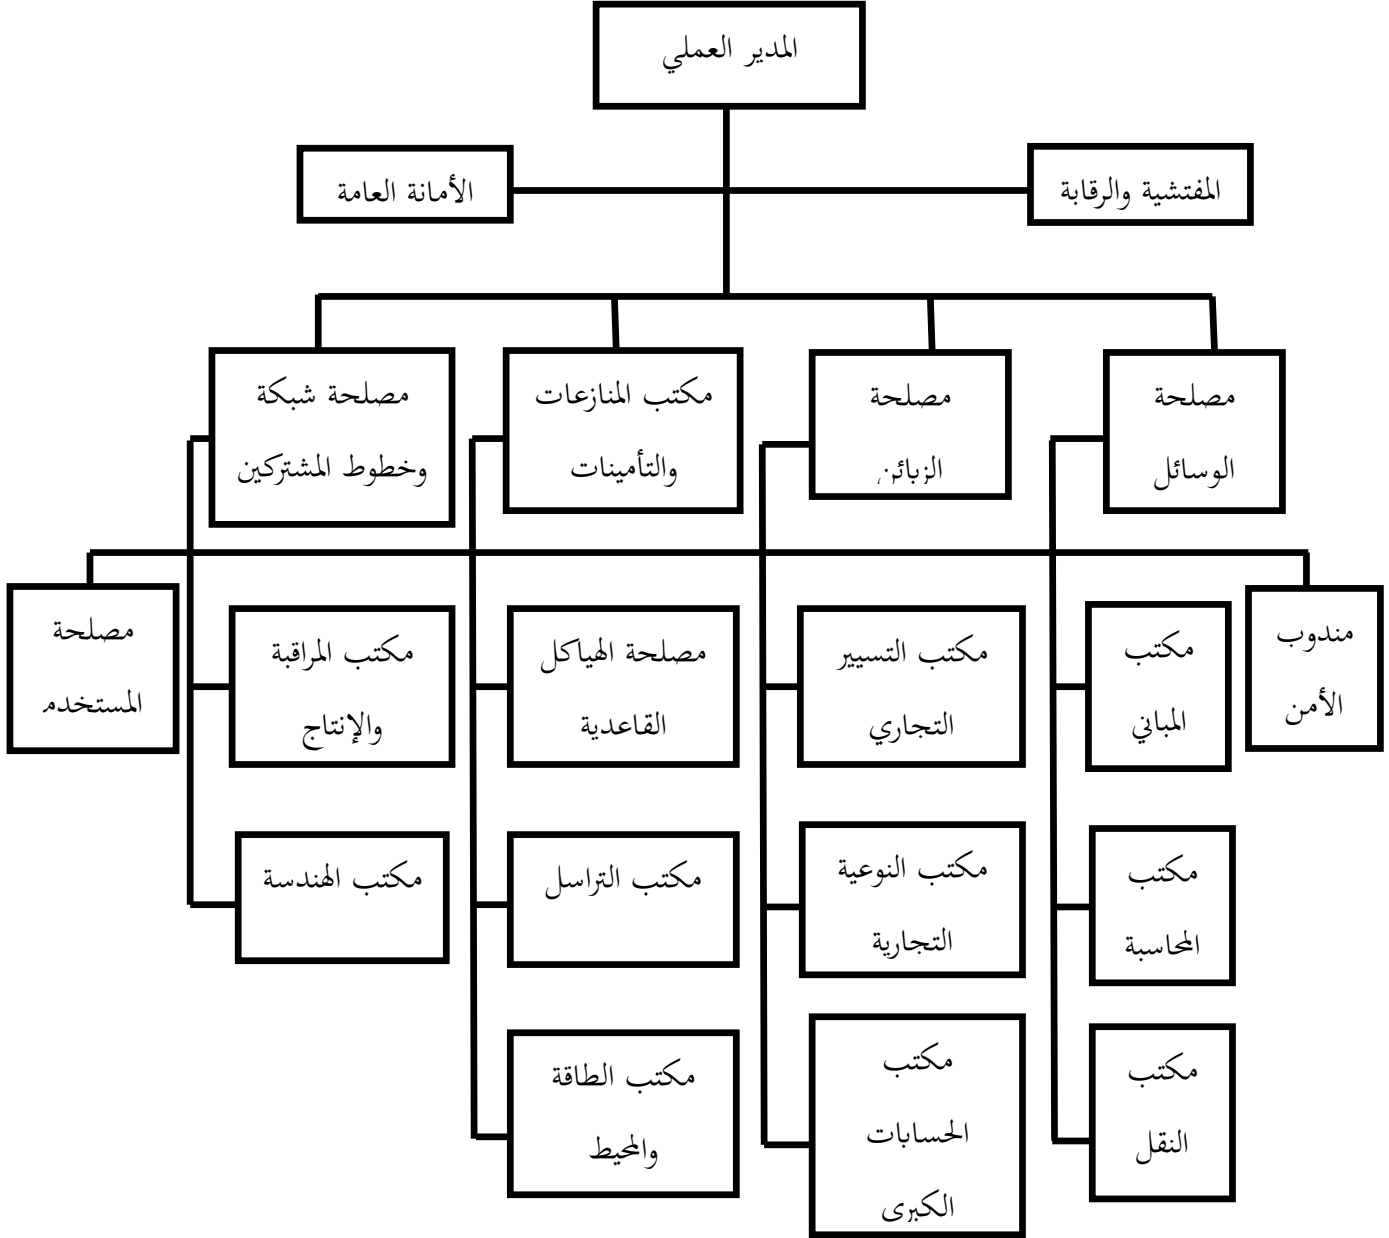 المدير العملي
المفتشية والرقابة
الأمانة العامة
مصلحة
الوسائل
مصلحة
الزبائن
مكتب المنازعات
والتأمينات
مصلحة شبكة
وخطوط المشتركين
مندوب
الأمن
مكتب
المباني
مكتب التسيير
التجاري
مصلحة الهياكل
القاعدية
مكتب المراقبة
والإنتاج
مصلحة
المستخدم
مكتب
المحاسبة
مكتب النوعية
التجارية
مكتب التراسل
مكتب الهندسة
مكتب
النقل
مكتب
الحسابات
الكبرى
مكتب الطاقة
والمحيط